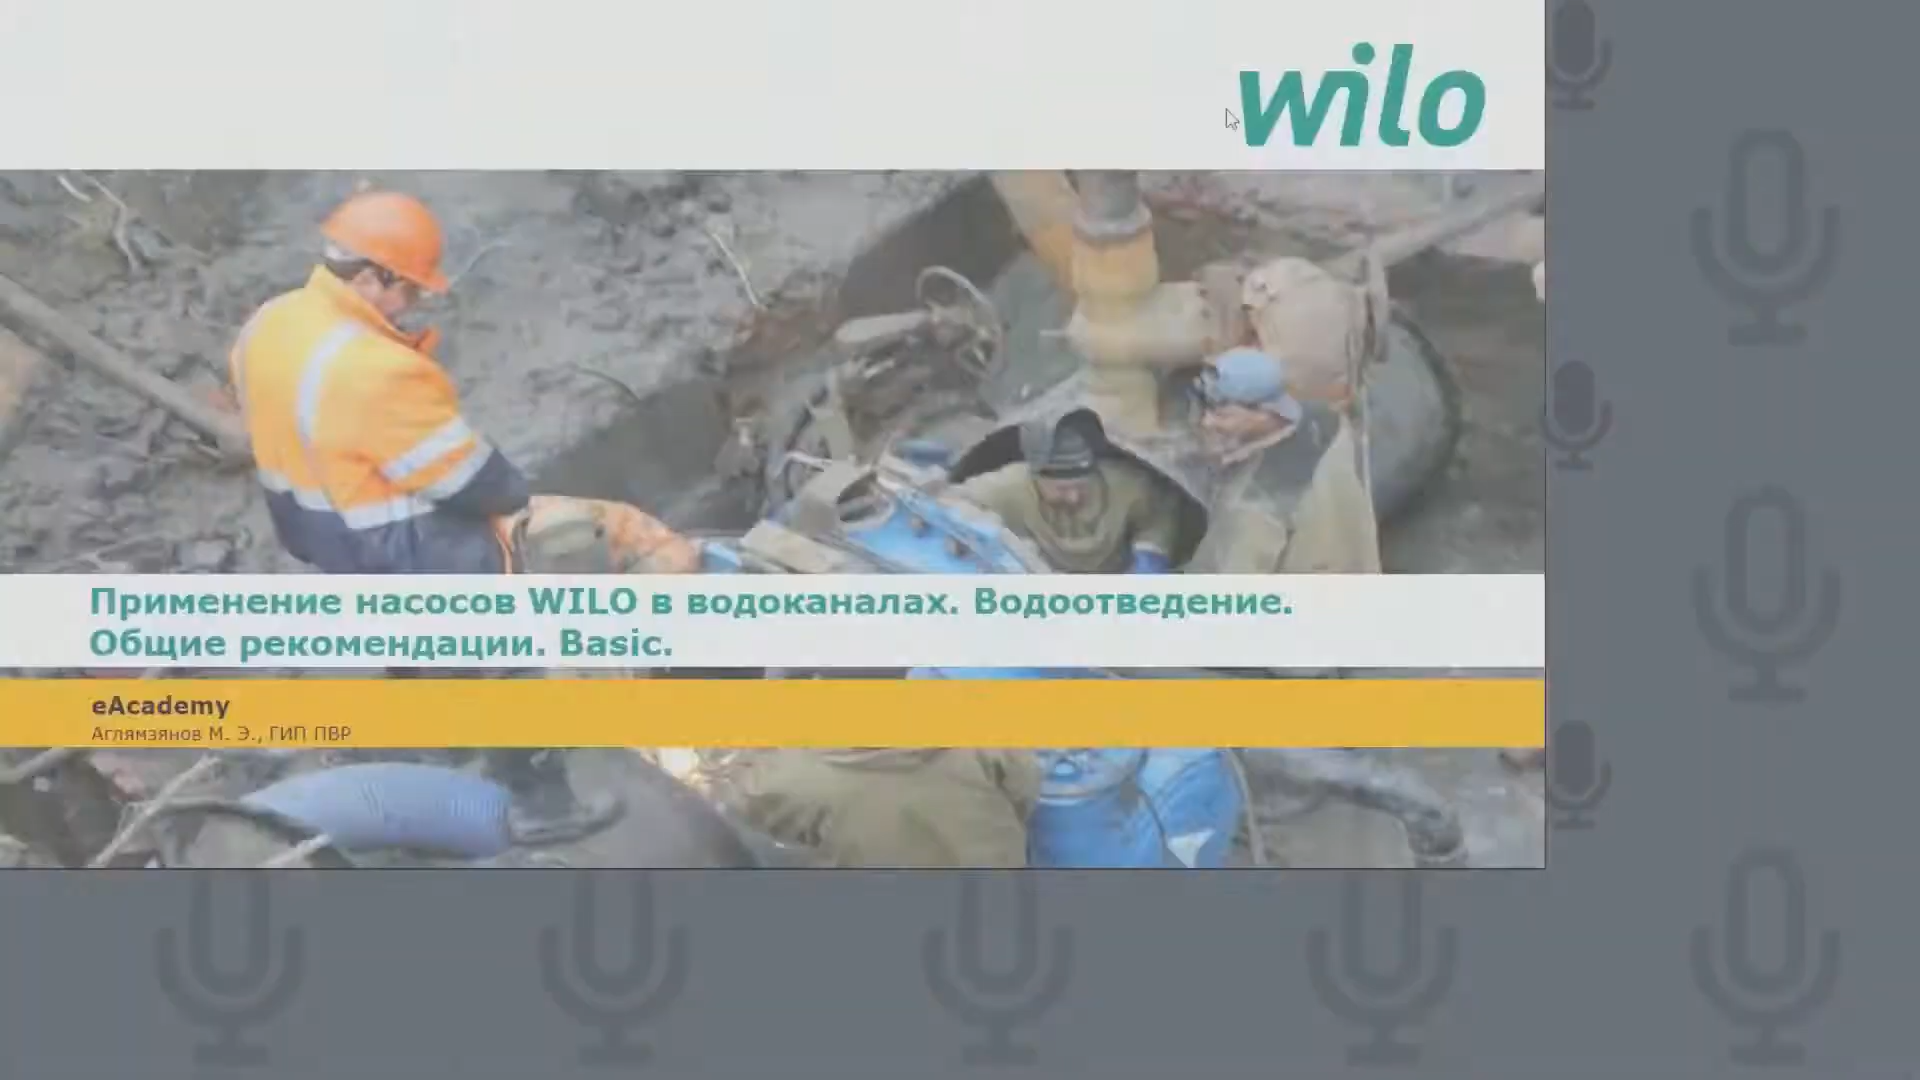 wilo
Применение насосов WILO в водоканалах. Водоотведение.
Общие рекомендации. Basic.
eAcademy
Аглямзянов М. Э., ГИП ПВР